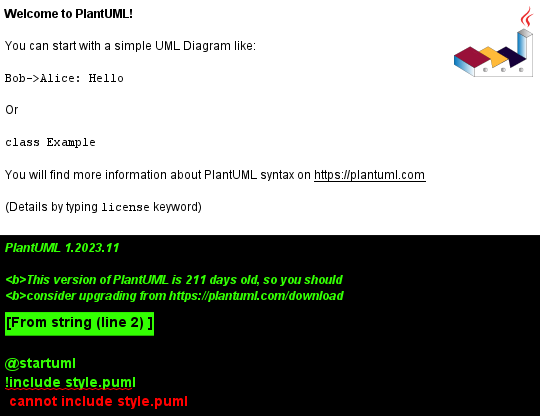 Welcome to PlantUML!
You can start with a simple UML Diagram like:
Bob->Alice: Hello
Or
class Example
You will find more information about PlantUML syntax on https://plantuml.com
(Details by typing license keyword)
PlantUML 1.2023.11
<b>This version of PlantUML is 211 days old, so you should
<b>consider upgrading from https://plantuml.com/download
[From string (line 2) ]
@startuml
!include style.puml
cannot include style.puml